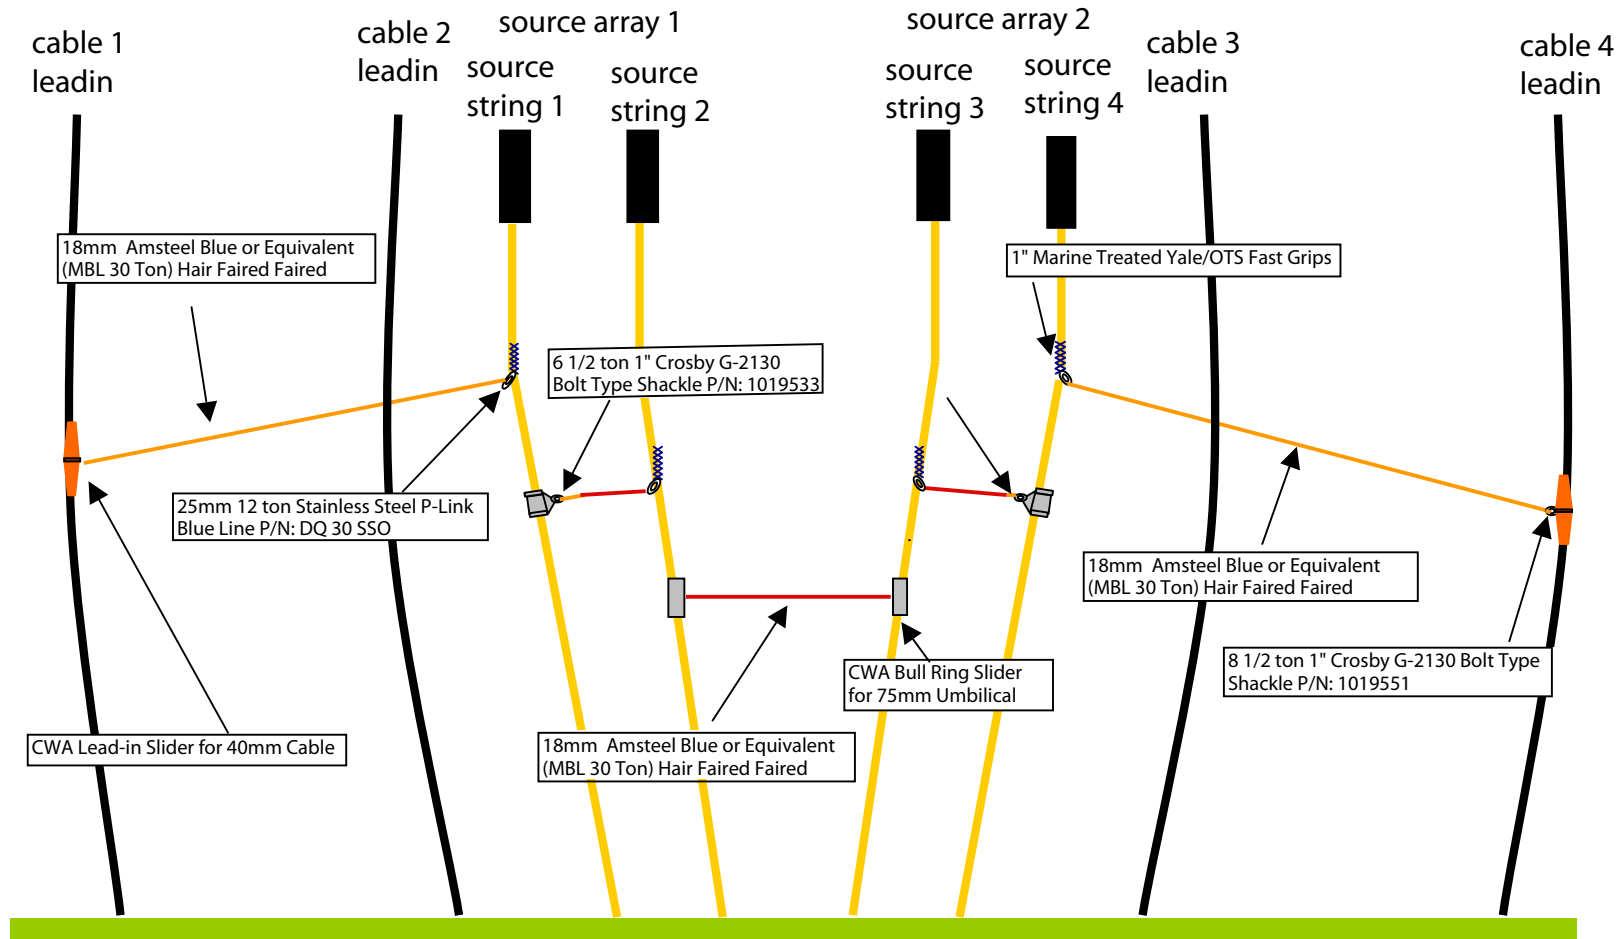 cable 1
leadin
cable 2
leadin
source array 1
source
string 1
source
string 2
source array 2
source
string 3
source
string 4
cable 3
leadin
cable 4
leadin
18mm  Amsteel Blue or Equivalent
(MBL 30 Ton) Hair Faired Faired
1" Marine Treated Yale/OTS Fast Grips
6 1/2 ton 1" Crosby G-2130
Bolt Type Shackle P/N: 1019533
25mm 12 ton Stainless Steel P-Link
Blue Line P/N: DQ 30 SSO
18mm  Amsteel Blue or Equivalent
(MBL 30 Ton) Hair Faired Faired
CWA Bull Ring Slider
for 75mm Umbilical
8 1/2 ton 1" Crosby G-2130 Bolt Type
Shackle P/N: 1019551
CWA Lead-in Slider for 40mm Cable
18mm  Amsteel Blue or Equivalent
(MBL 30 Ton) Hair Faired Faired